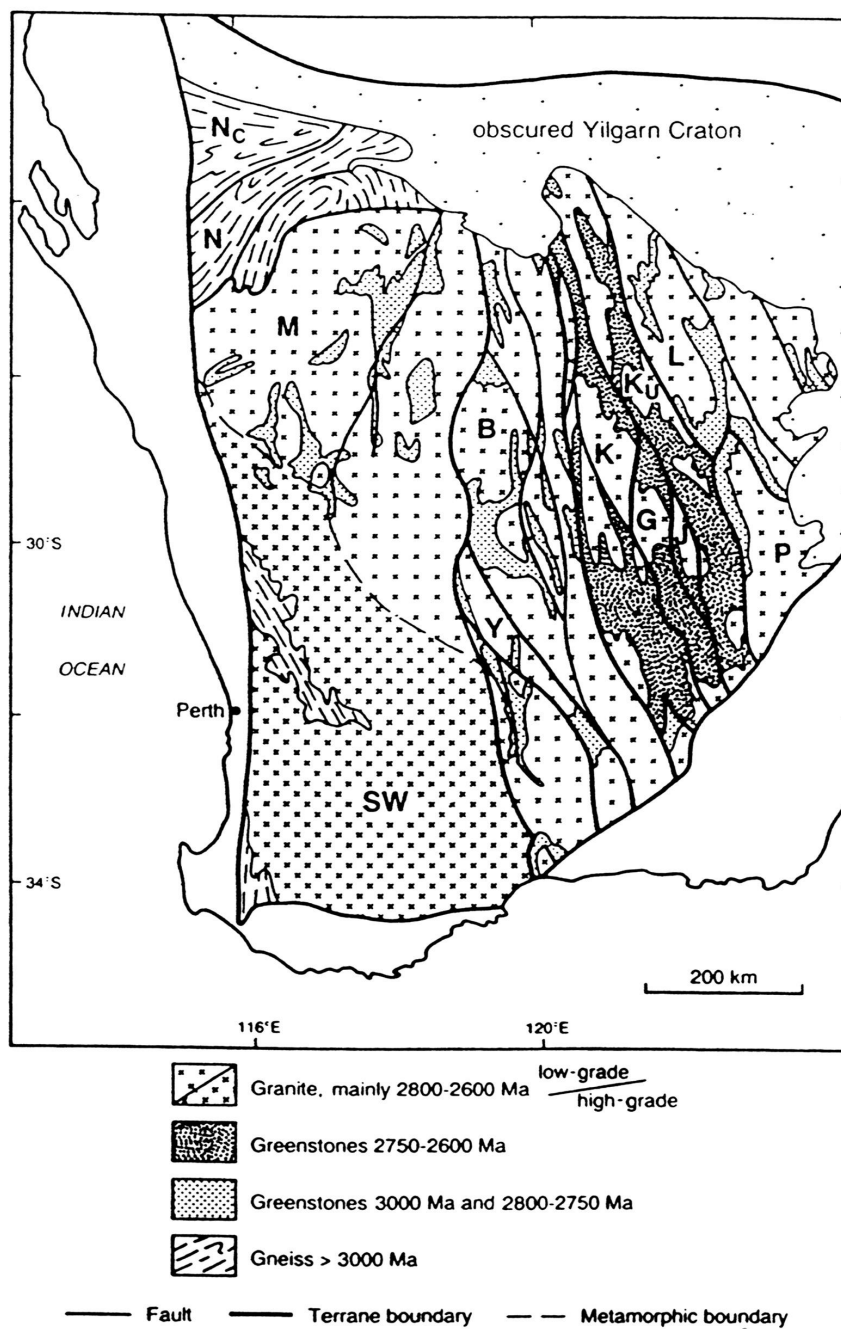 obscured Yilgarn Craton
NC
N
M
L
KU
B
K
G
P
30°S
INDIAN
OCEAN
Y
Perth
SW
34°S
200 km
116°E
120°E
Granite, mainly 2800-2600 Ma low-grade
high-grade
Greenstones 2750-2600 Ma
Greenstones 3000 Ma and 2800-2750 Ma
Gneiss > 3000 Ma
Fault
Terrane boundary
Metamorphic boundary